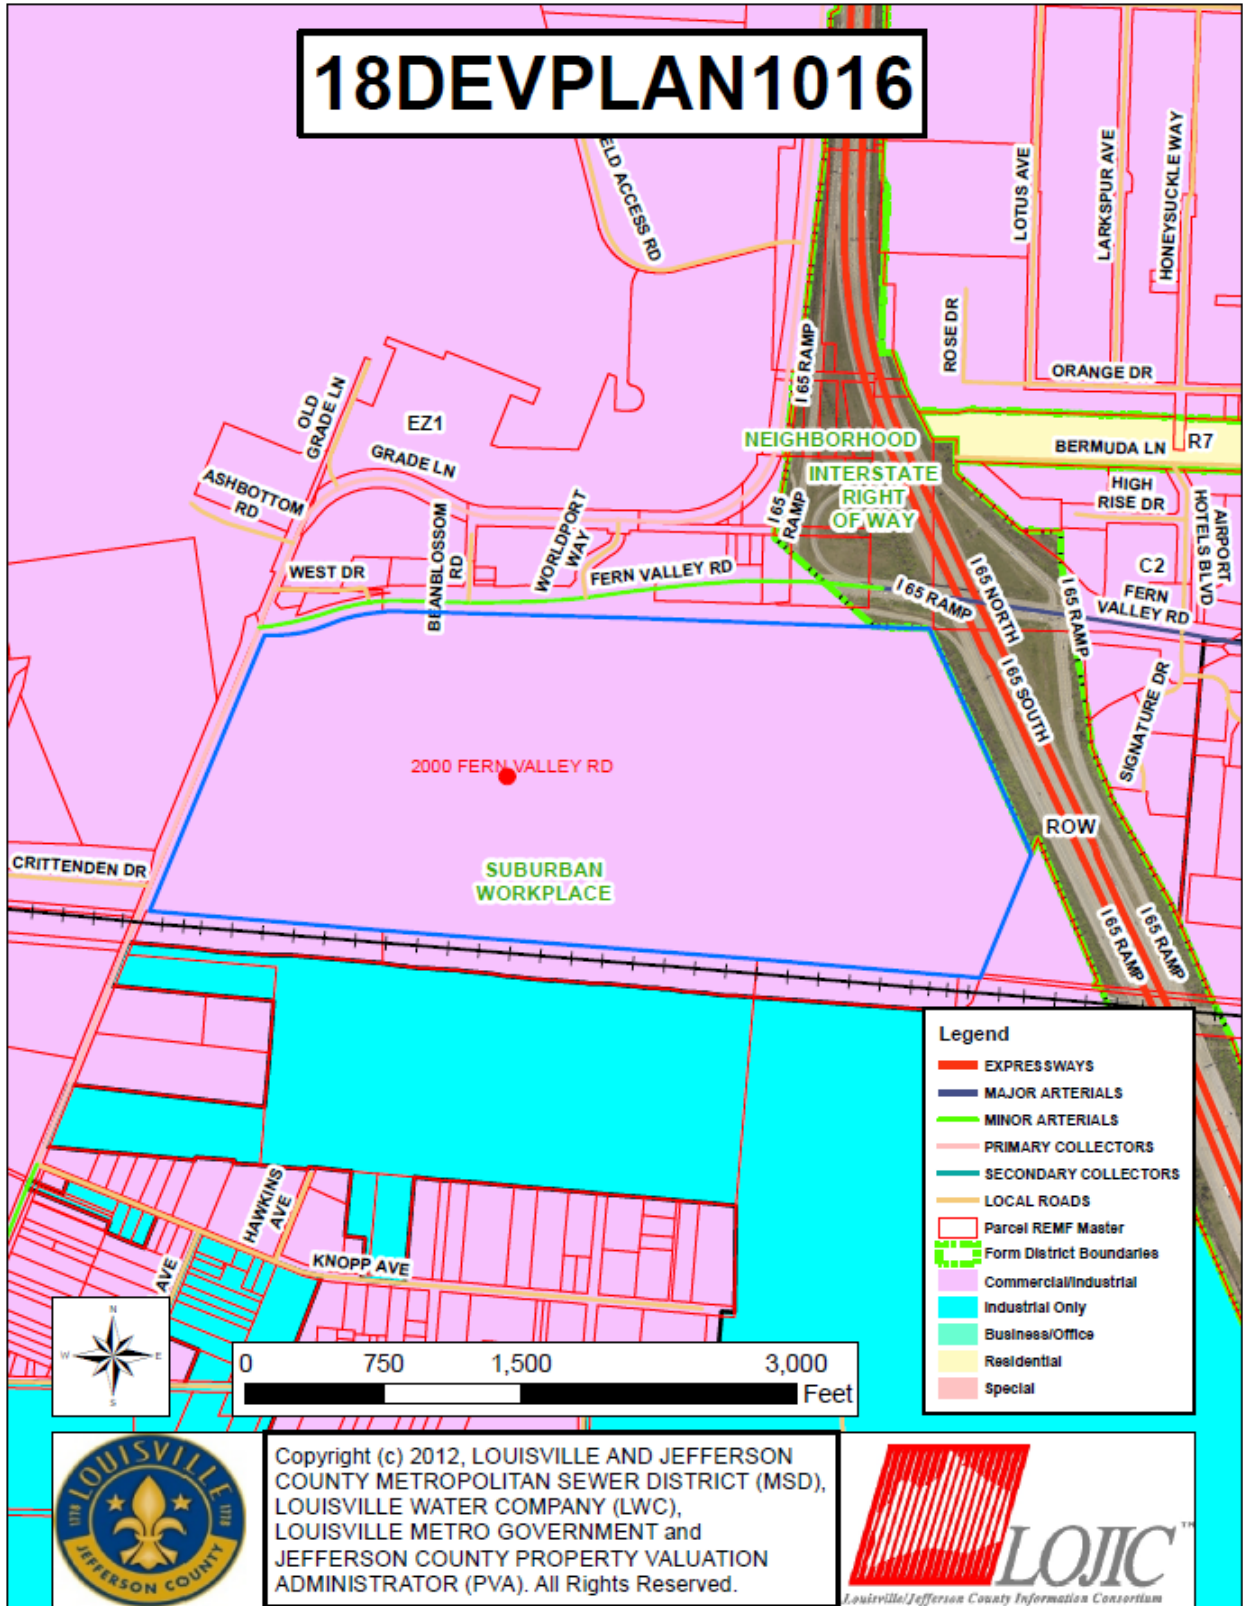 18DEVPLAN1016
ELD ACCESS RD
LOTUS AVE
LARKSPUR AVE
HONEYSUCKLE WAY
ROSE DR
ORANGE DR
I 65 RAMP
OLD
GRADE LN
EZ1
GRADE LN
NEIGHBORHOOD
BERMUDA LN
R7
ASHBOTTOM
RD
INTERSTATE
RIGHT
OF WAY
HIGH
RISE DR
I 65
RAMP
AIRPORT
HOTELS BLVD
WORLDPORT
WAY
BEANBLOSSOM
RD
WEST DR
FERN VALLEY RD
C2
I 65 RAMP
I 65 NORTH
I 65 RAMP
FERN
VALLEY RD
I 65 SOUTH
SIGNATURE DR
2000 FERN VALLEY RD
ROW
CRITTENDEN DR
SUBURBAN
WORKPLACE
I 65 RAMP
I 65 RAMP
HAWKINS
AVE
KNOPP AVE
AVE
Legend
EXPRESSWAYS
MAJOR ARTERIALS
MINOR ARTERIALS
PRIMARY COLLECTORS
SECONDARY COLLECTORS
LOCAL ROADS
Parcel REMF Master
Form District Boundaries
Commercial/Industrial
Industrial Only
Business/Office
Residential
Special
N
W E
S
0 750 1,500 3,000
Feet
LOUISVILLE
1778 1778
JEFFERSON COUNTY
Copyright (c) 2012, LOUISVILLE AND JEFFERSON
COUNTY METROPOLITAN SEWER DISTRICT (MSD),
LOUISVILLE WATER COMPANY (LWC),
LOUISVILLE METRO GOVERNMENT and
JEFFERSON COUNTY PROPERTY VALUATION
ADMINISTRATOR (PVA). All Rights Reserved.
LOJIC™
Louisville/Jefferson County Information Consortium